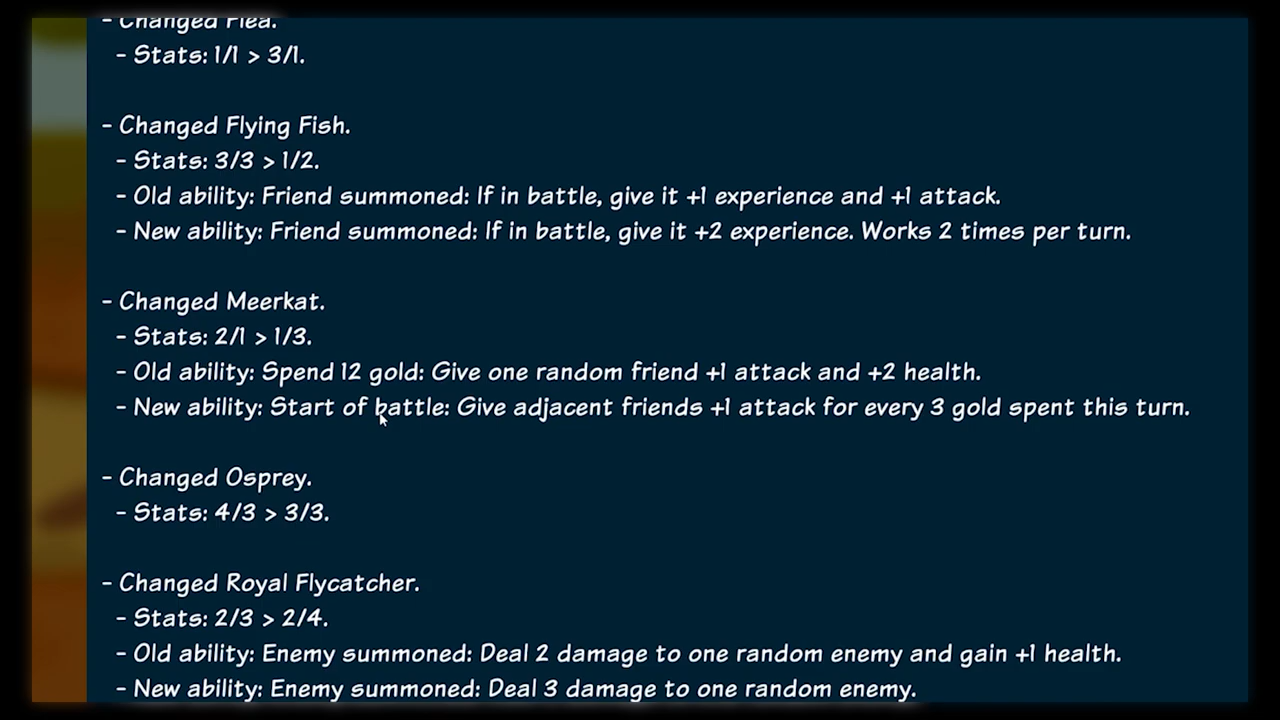 - Changed Flea.
- Stats: 1/1 > 3/1.
- Changed Flying Fish.
- Stats: 3/3 > 1/2.
- Old ability: Friend summoned: If in battle, give it +1 experience and +1 attack.
- New ability: Friend summoned: If in battle, give it +2 experience. Works 2 times per turn.
- Changed Meerkat.
- Stats: 2/1 > 1/3.
- Old ability: Spend 12 gold: Give one random friend +1 attack and +2 health.
- New ability: Start of battle: Give adjacent friends +1 attack for every 3 gold spent this turn.
- Changed Osprey.
- Stats: 4/3 > 3/3.
- Changed Royal Flycatcher.
- Stats: 2/3 > 2/4.
- Old ability: Enemy summoned: Deal 2 damage to one random enemy and gain +1 health.
- New ability: Enemy summoned: Deal 3 damage to one random enemy.